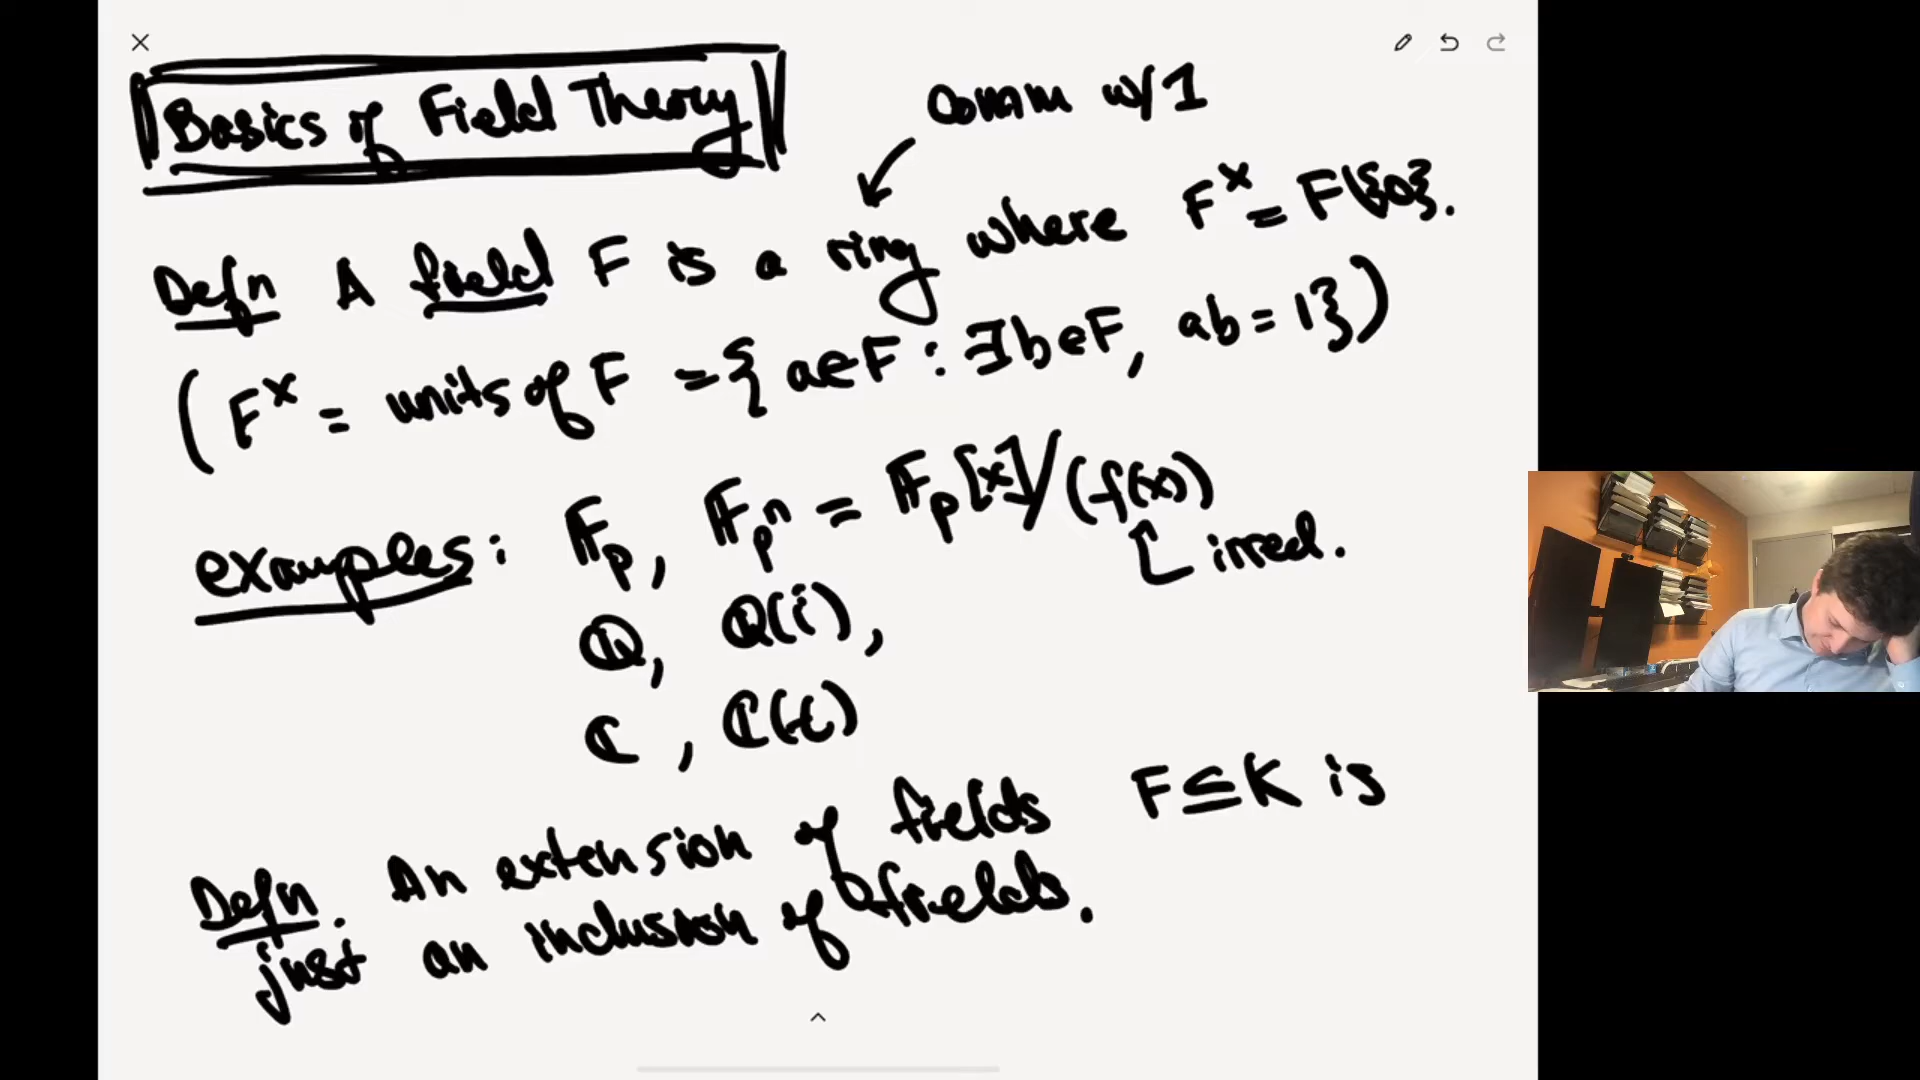 Basics of Field Theory
comm w/ 1
Defn A field F is a ring where F^× = F\{0}.
(F^× = units of F = {a∈F : ∃b∈F, ab = 1})
examples: 𝔽_p, 𝔽_{p^n} = 𝔽_p[x]/(f(x))
irred.
ℚ, ℚ(i),
ℂ, ℂ(t)
Defn. An extension of fields F ⊆ K is
just an inclusion of fields.